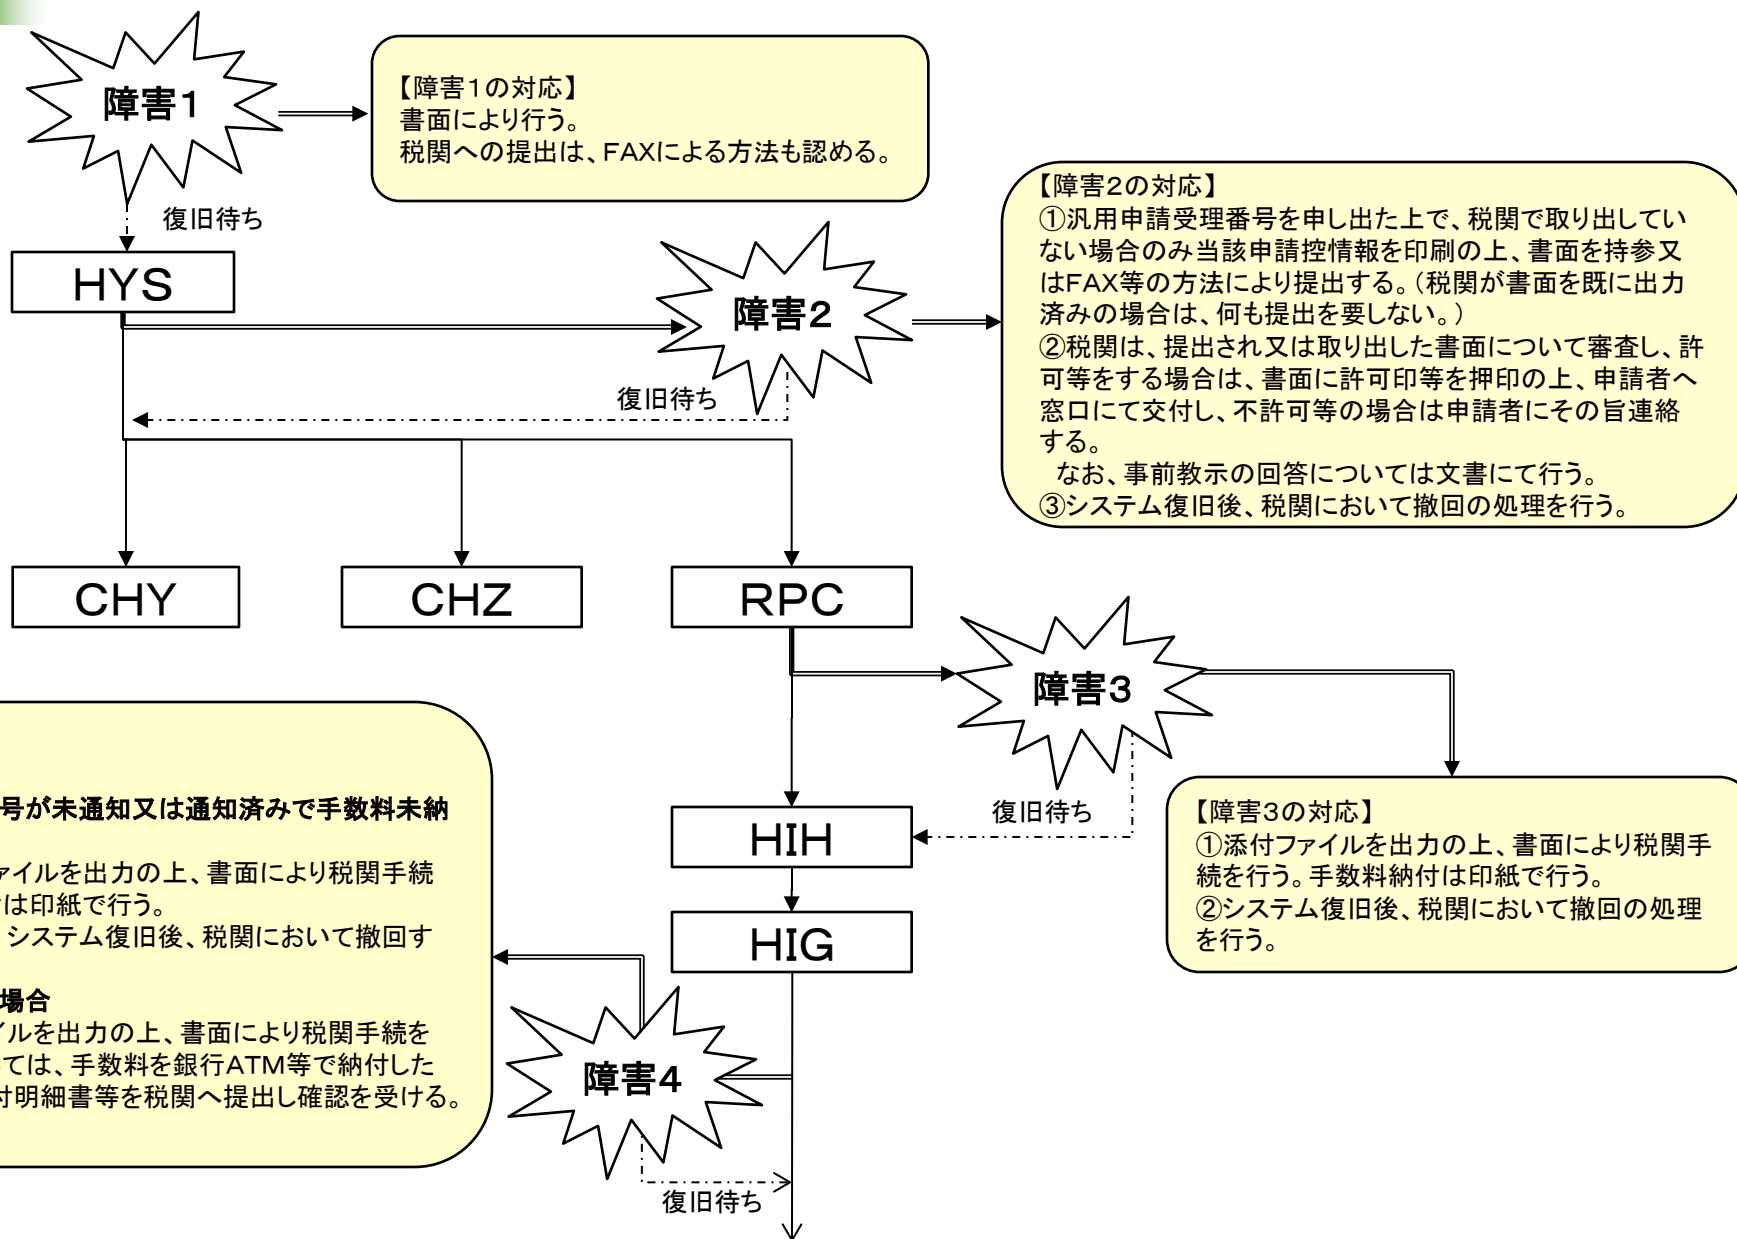 障害１
【障害１の対応】
書面により行う。
税関への提出は、FAXによる方法も認める。
復旧待ち
HYS
障害２
【障害２の対応】
①汎用申請受理番号を申し出た上で、税関で取り出してい
ない場合のみ当該申請控情報を印刷の上、書面を持参又
はFAX等の方法により提出する。（税関が書面を既に出力
済みの場合は、何も提出を要しない。）
②税関は、提出され又は取り出した書面について審査し、許
可等をする場合は、書面に許可印等を押印の上、申請者へ
窓口にて交付し、不許可等の場合は申請者にその旨連絡
する。
なお、事前教示の回答については文書にて行う。
③システム復旧後、税関において撤回の処理を行う。
復旧待ち
CHY
CHZ
RPC
障害３
復旧待ち
【障害３の対応】
①添付ファイルを出力の上、書面により税関手
続を行う。手数料納付は印紙で行う。
②システム復旧後、税関において撤回の処理
を行う。
HIH
HIG
号が未通知又は通知済みで手数料未納
ァイルを出力の上、書面により税関手続
は印紙で行う。
システム復旧後、税関において撤回す
場合
イルを出力の上、書面により税関手続を
ては、手数料を銀行ATM等で納付した
付明細書等を税関へ提出し確認を受ける。
障害４
復旧待ち